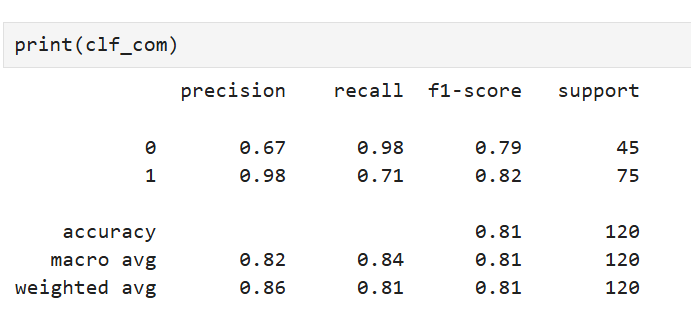 print(clf_com)
precision recall f1-score support
0 0.67 0.98 0.79 45
1 0.98 0.71 0.82 75
accuracy 0.81 120
macro avg 0.82 0.84 0.81 120
weighted avg 0.86 0.81 0.81 120